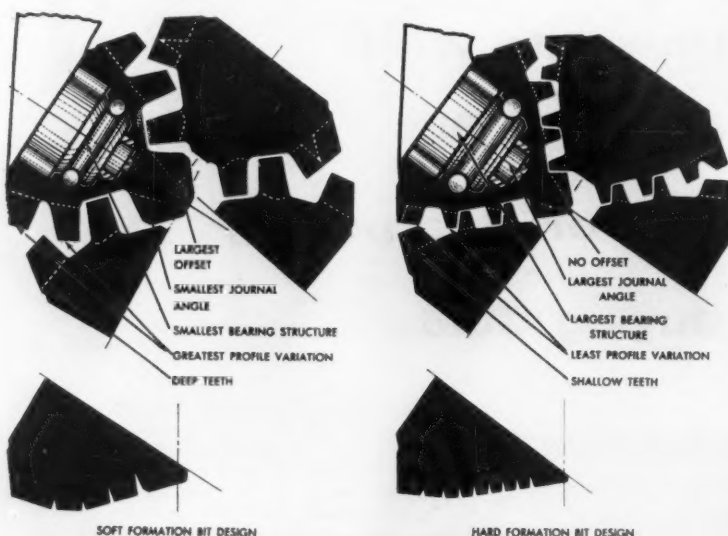 LARGEST
OFFSET
SMALLEST JOURNAL
ANGLE
SMALLEST BEARING STRUCTURE
GREATEST PROFILE VARIATION
DEEP TEETH
SOFT FORMATION BIT DESIGN
NO OFFSET
LARGEST JOURNAL
ANGLE
LARGEST BEARING
STRUCTURE
LEAST PROFILE VARIATION
SHALLOW TEETH
HARD FORMATION BIT DESIGN